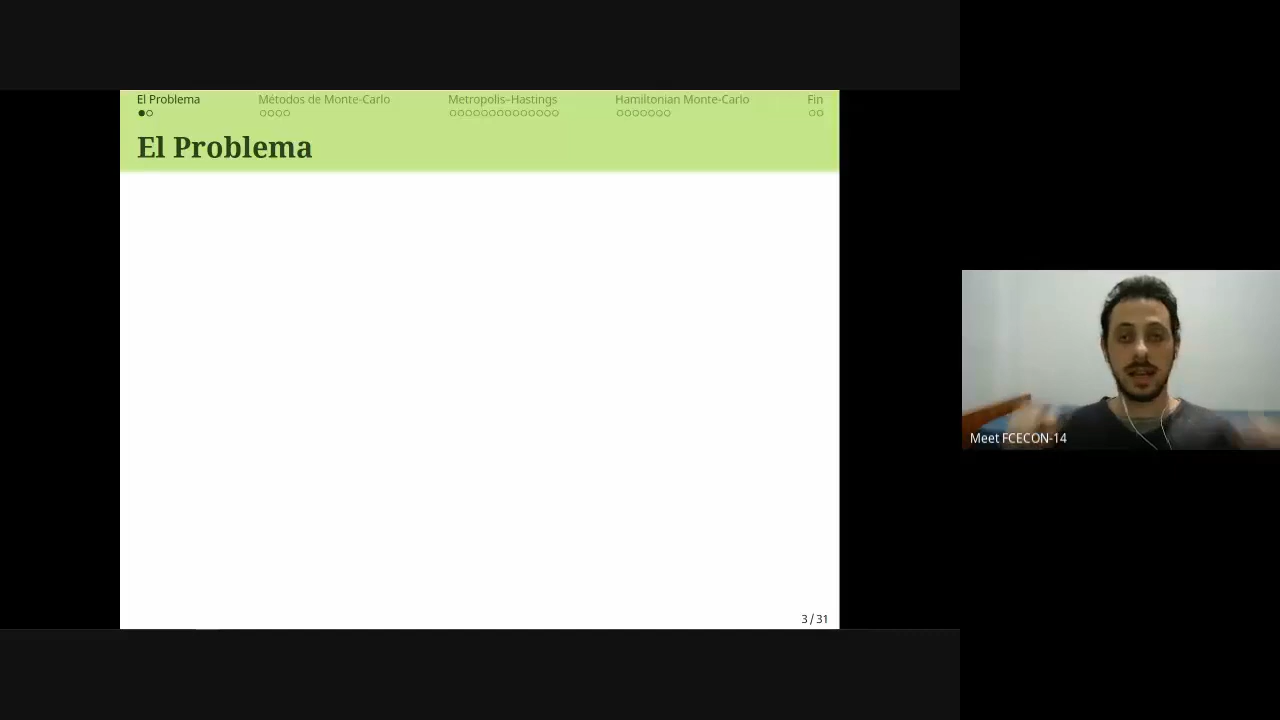 El Problema Métodos de Monte-Carlo Metropolis–Hastings Hamiltonian Monte-Carlo Fin
El Problema
Meet FCECON-14
3 / 31